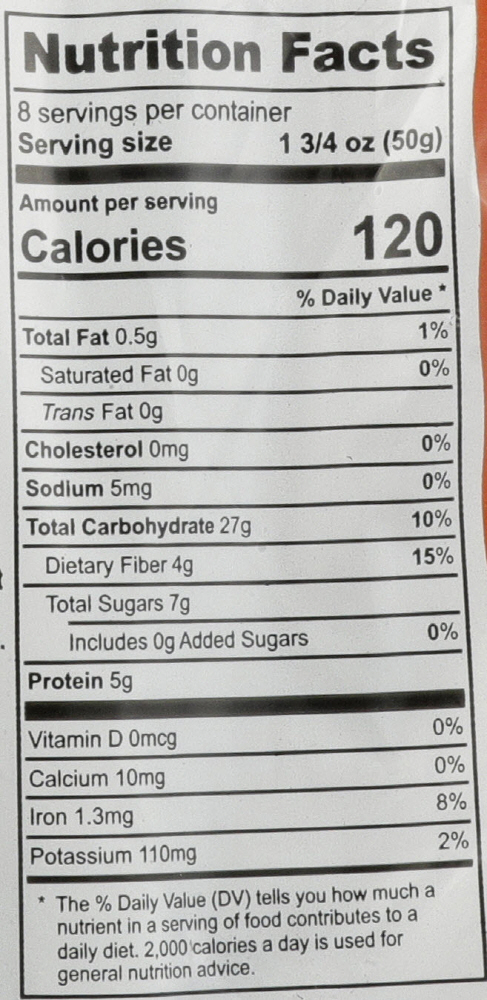 Nutrition Facts
8 servings per container
Serving size 1 3/4 oz (50g)
Amount per serving
Calories 120
% Daily Value *
Total Fat 0.5g 1%
Saturated Fat 0g 0%
Trans Fat 0g
Cholesterol 0mg 0%
Sodium 5mg 0%
Total Carbohydrate 27g 10%
Dietary Fiber 4g 15%
Total Sugars 7g
Includes 0g Added Sugars 0%
Protein 5g
Vitamin D 0mcg 0%
Calcium 10mg 0%
Iron 1.3mg 8%
Potassium 110mg 2%
* The % Daily Value (DV) tells you how much a
nutrient in a serving of food contributes to a
daily diet. 2,000 calories a day is used for
general nutrition advice.